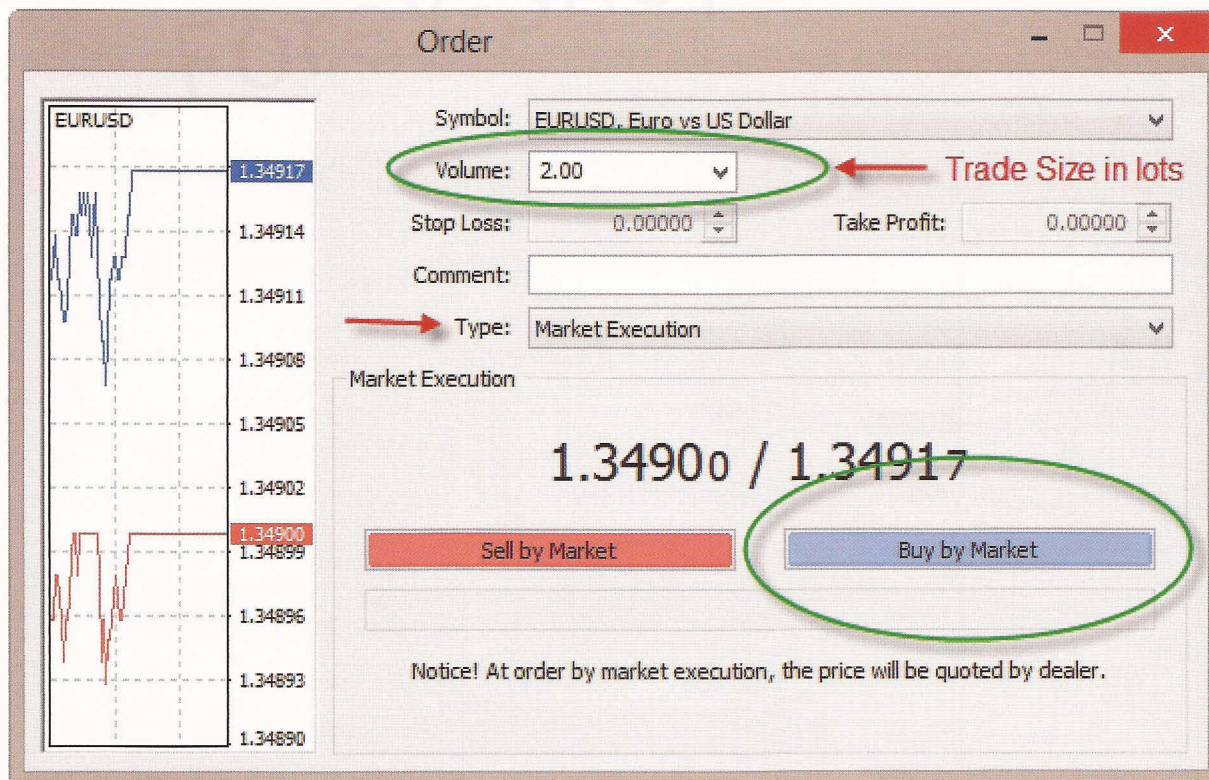 Order
EURUSD
1.34917
1.34914
1.34911
1.34908
1.34905
1.34902
1.34900
1.34899
1.34896
1.34893
1.34890
Symbol: EURUSD, Euro vs US Dollar
Volume: 2.00
Trade Size in lots
Stop Loss: 0.00000 Take Profit: 0.00000
Comment:
Type: Market Execution
Market Execution
1.34900 / 1.34917
Sell by Market Buy by Market
Notice! At order by market execution, the price will be quoted by dealer.